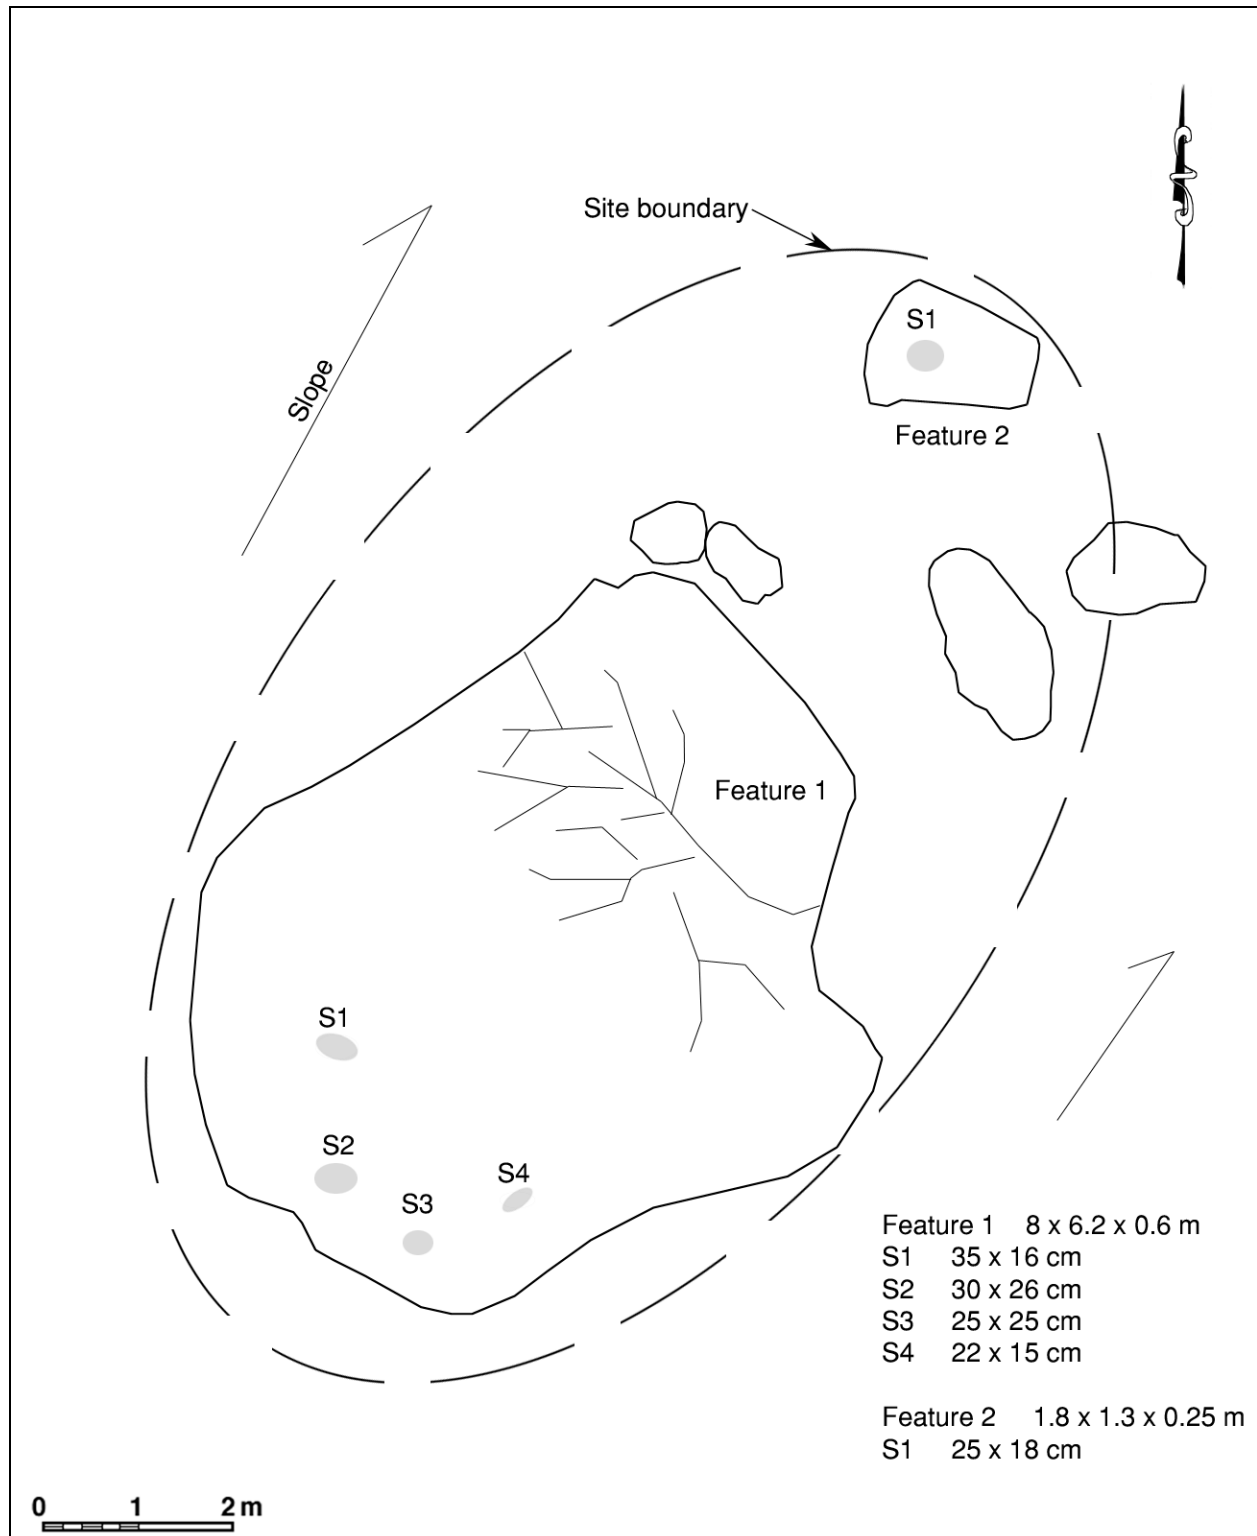 Site boundary
S1
Slope
Feature 2
Feature 1
S1
S2
S4
S3
Feature 1 8 x 6.2 x 0.6 m
S1 35 x 16 cm
S2 30 x 26 cm
S3 25 x 25 cm
S4 22 x 15 cm
Feature 2 1.8 x 1.3 x 0.25 m
S1 25 x 18 cm
0 1 2 m